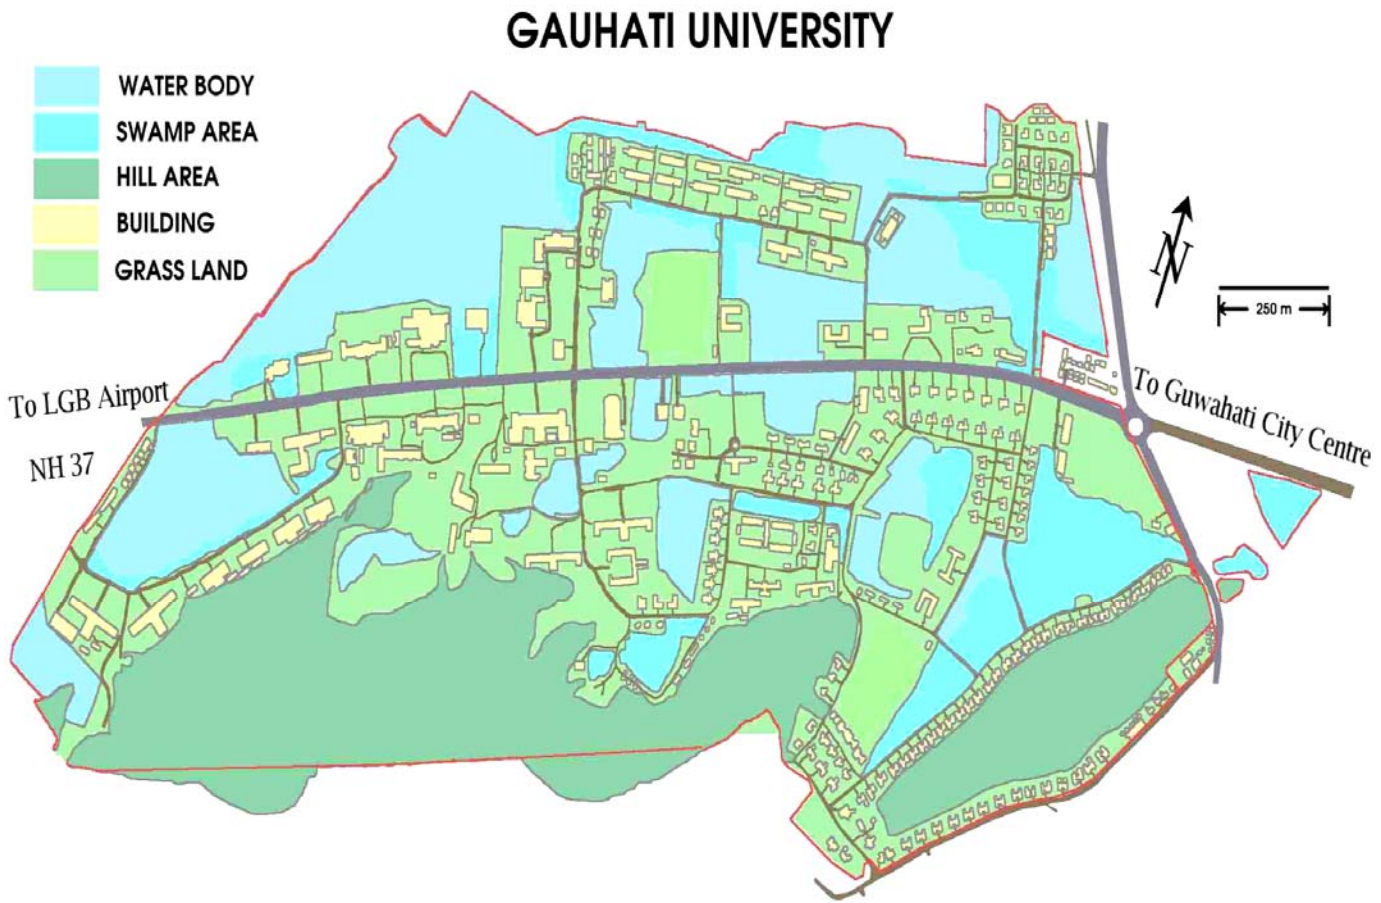 GAUHATI UNIVERSITY
WATER BODY
SWAMP AREA
HILL AREA
BUILDING
GRASS LAND
N
250 m
To LGB Airport
To Guwahati City Centre
NH 37